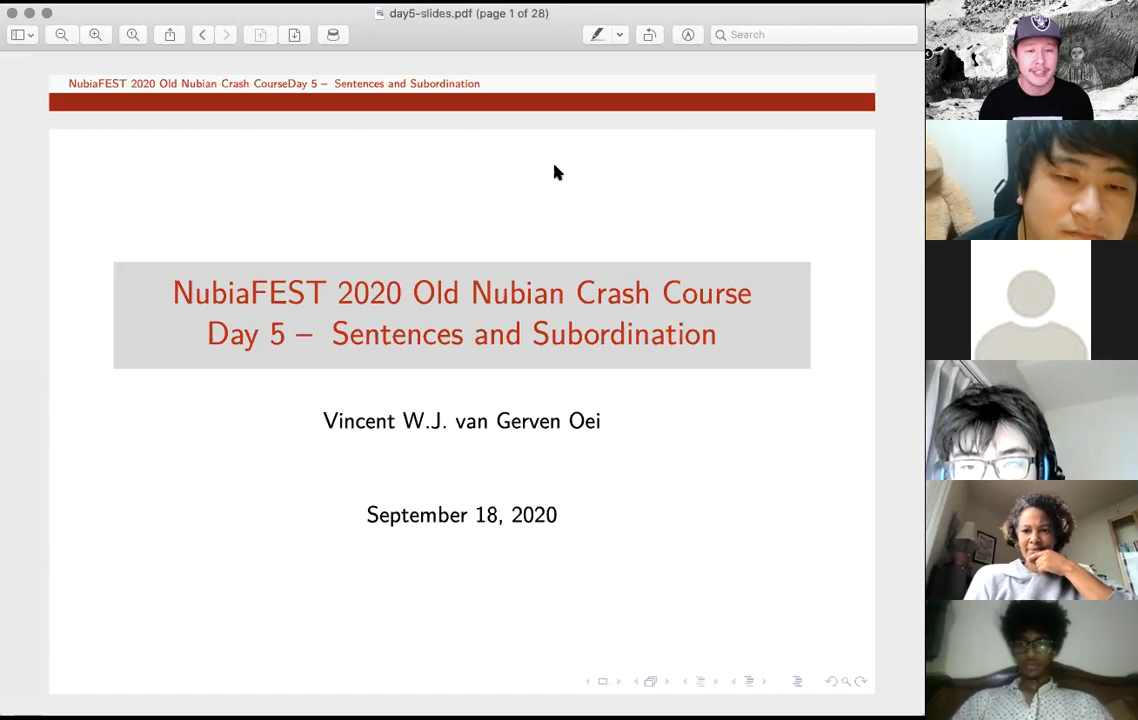 day5-slides.pdf (page 1 of 28)
Search
NubiaFEST 2020 Old Nubian Crash CourseDay 5 – Sentences and Subordination
NubiaFEST 2020 Old Nubian Crash Course
Day 5 – Sentences and Subordination
Vincent W.J. van Gerven Oei
September 18, 2020